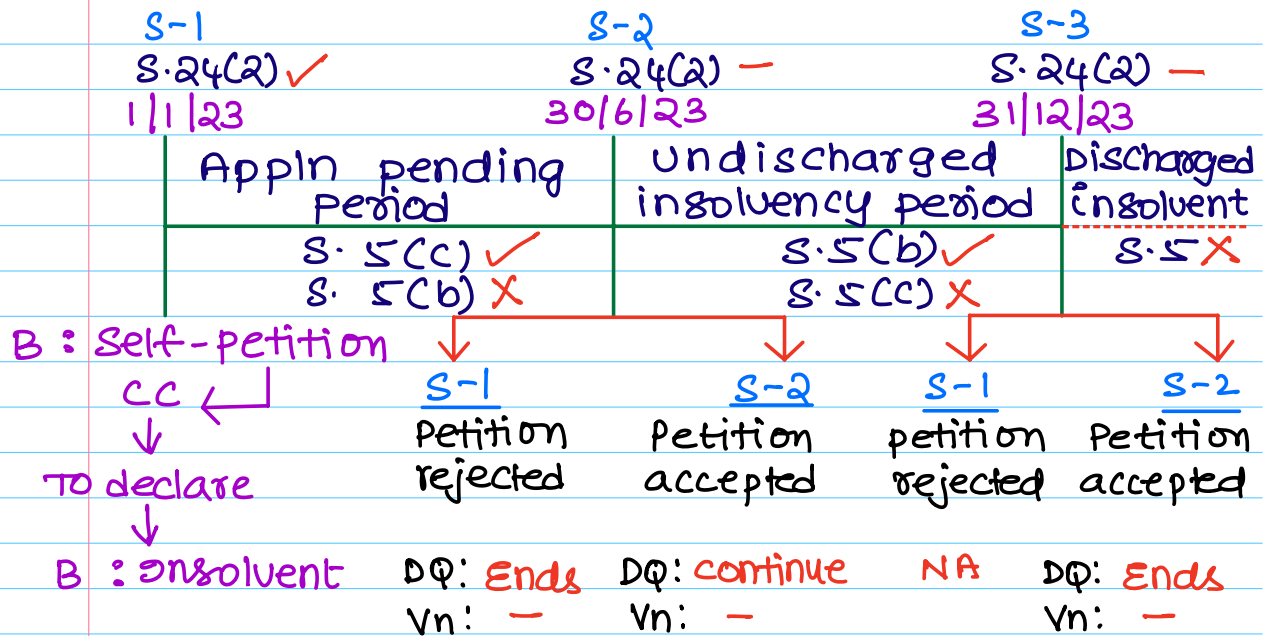 S-1 S-2 S-3
S.24(2) ✓ S.24(2) — S.24(2) —
1/1/23 30/6/23 31/12/23
Appln pending Undischarged Discharged
period insolvency period insolvent
S. 5(c) ✓ S.5(b) ✓ S.5 X
S. 5(b) X S.5(c) X
B : Self-petition
CC S-1 S-2 S-1 S-2
Petition Petition petition Petition
To declare rejected accepted rejected accepted
B : Insolvent DQ: Ends DQ: continue NA DQ: Ends
Vn: — Vn: — Vn: —